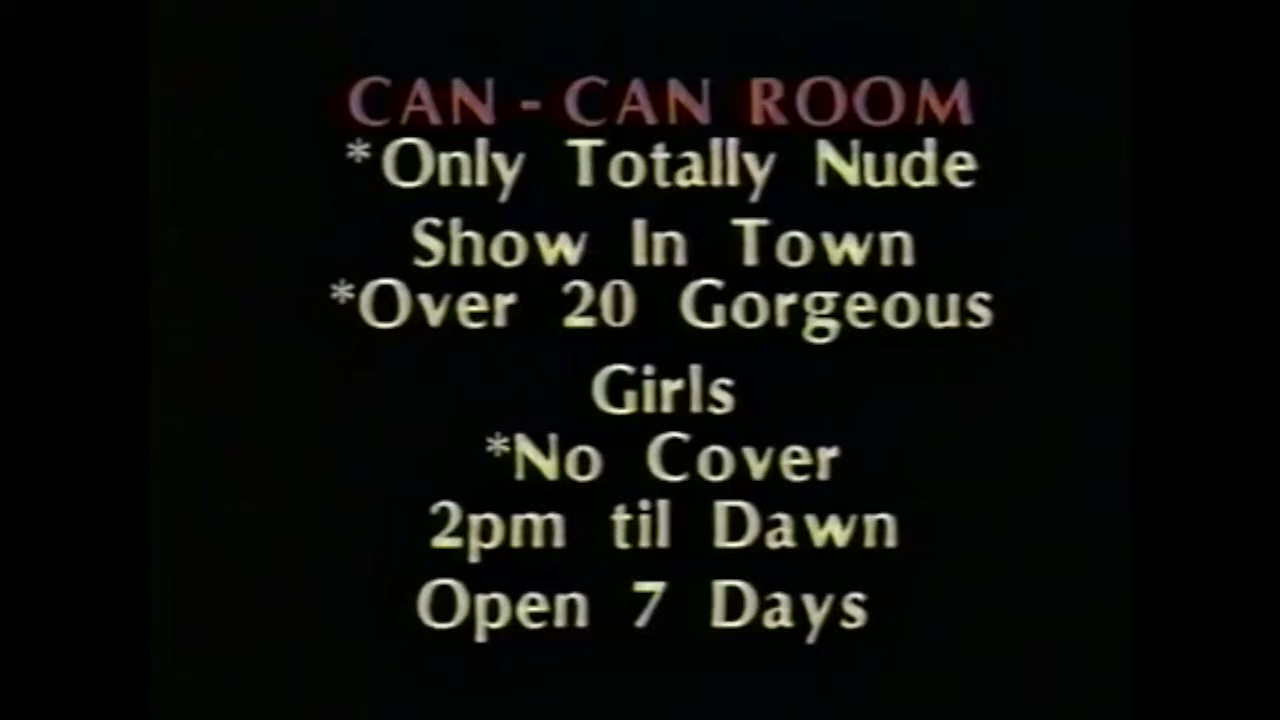 CAN - CAN ROOM
*Only Totally Nude
Show In Town
*Over 20 Gorgeous
Girls
*No Cover
2pm til Dawn
Open 7 Days